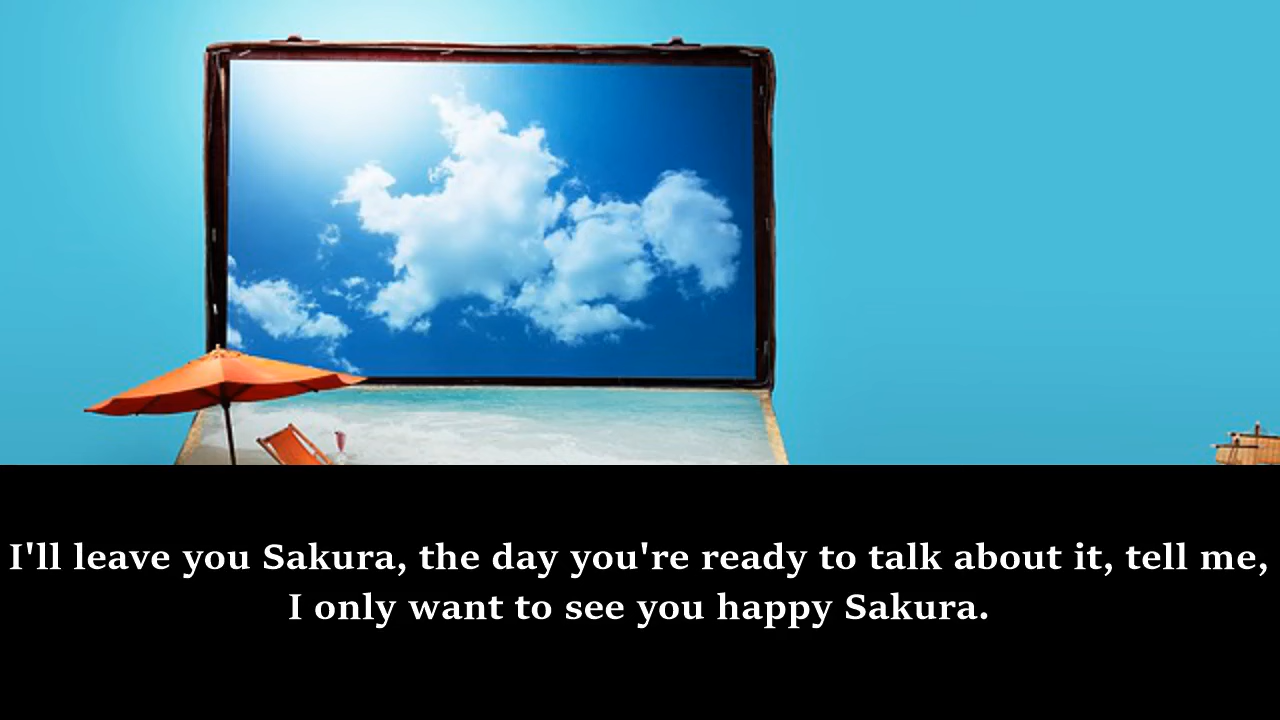 I'll leave you Sakura, the day you're ready to talk about it, tell me,
I only want to see you happy Sakura.